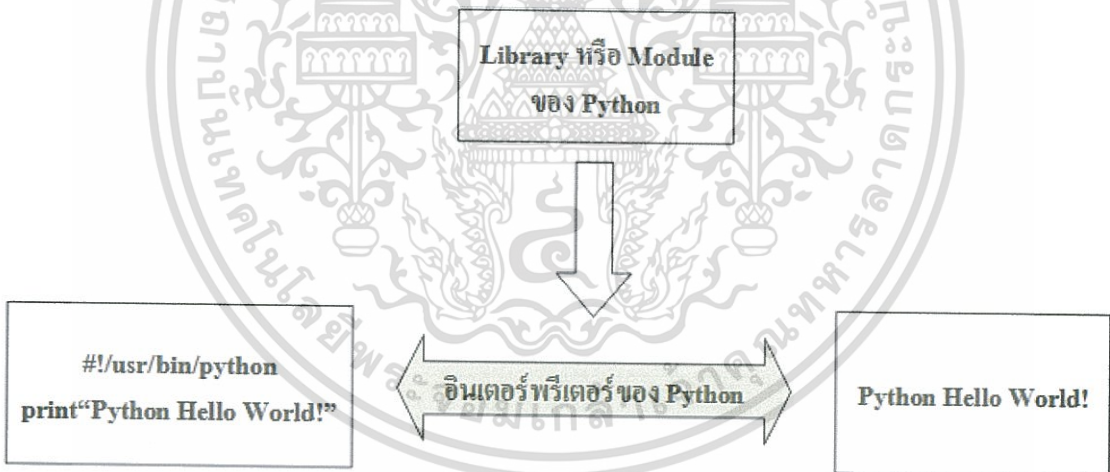 Library หรือ Module
ของ Python
#!/usr/bin/python
print“Python Hello World!”
อินเตอร์พรีเตอร์ของ Python
Python Hello World!